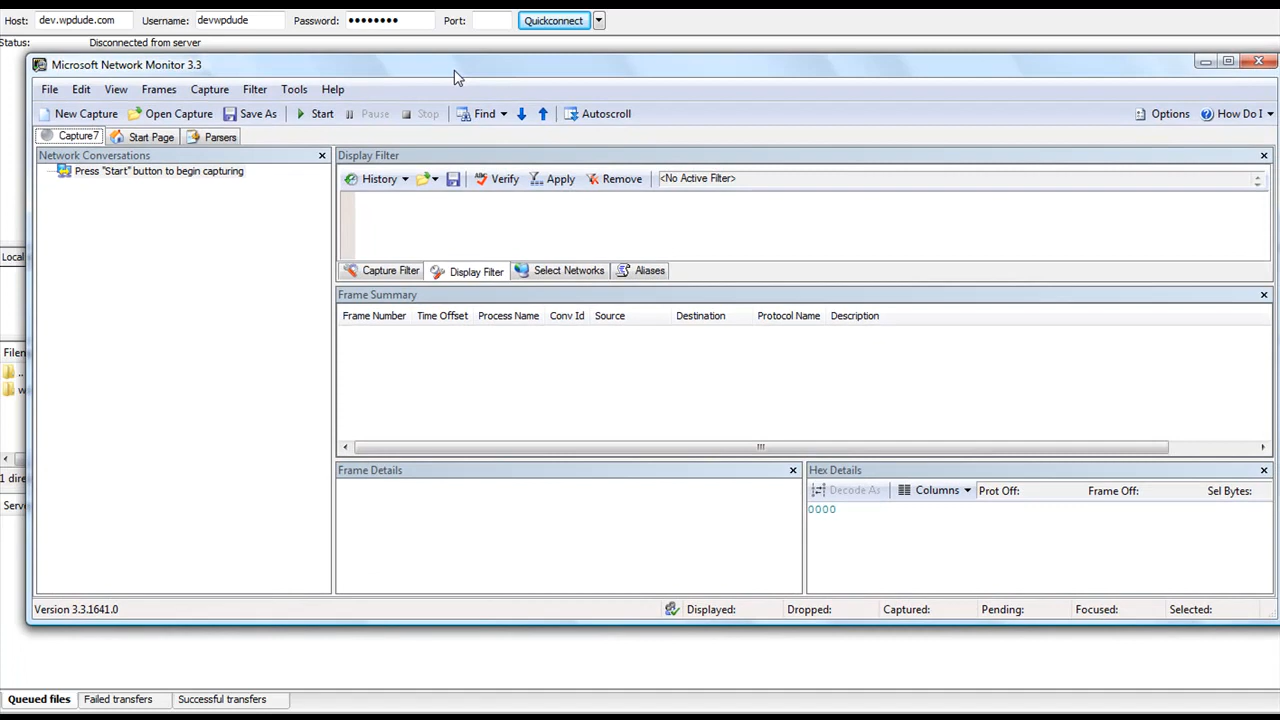 Host: dev.wpdude.com Username: devwpdude Password: •••••••• Port: Quickconnect
Status: Disconnected from server
Microsoft Network Monitor 3.3
File Edit View Frames Capture Filter Tools Help
New Capture Open Capture Save As Start Pause Stop Find Autoscroll Options How Do I
Capture7 Start Page Parsers
Network Conversations
Press "Start" button to begin capturing
Display Filter
History Verify Apply Remove <No Active Filter>
Capture Filter Display Filter Select Networks Aliases
Frame Summary
Frame Number Time Offset Process Name Conv Id Source Destination Protocol Name Description
Frame Details
Hex Details
Decode As Columns Prot Off: Frame Off: Sel Bytes:
0000
Version 3.3.1641.0 Displayed: Dropped: Captured: Pending: Focused: Selected:
Local
Filen
..
w
1 dire
Serve
Queued files Failed transfers Successful transfers